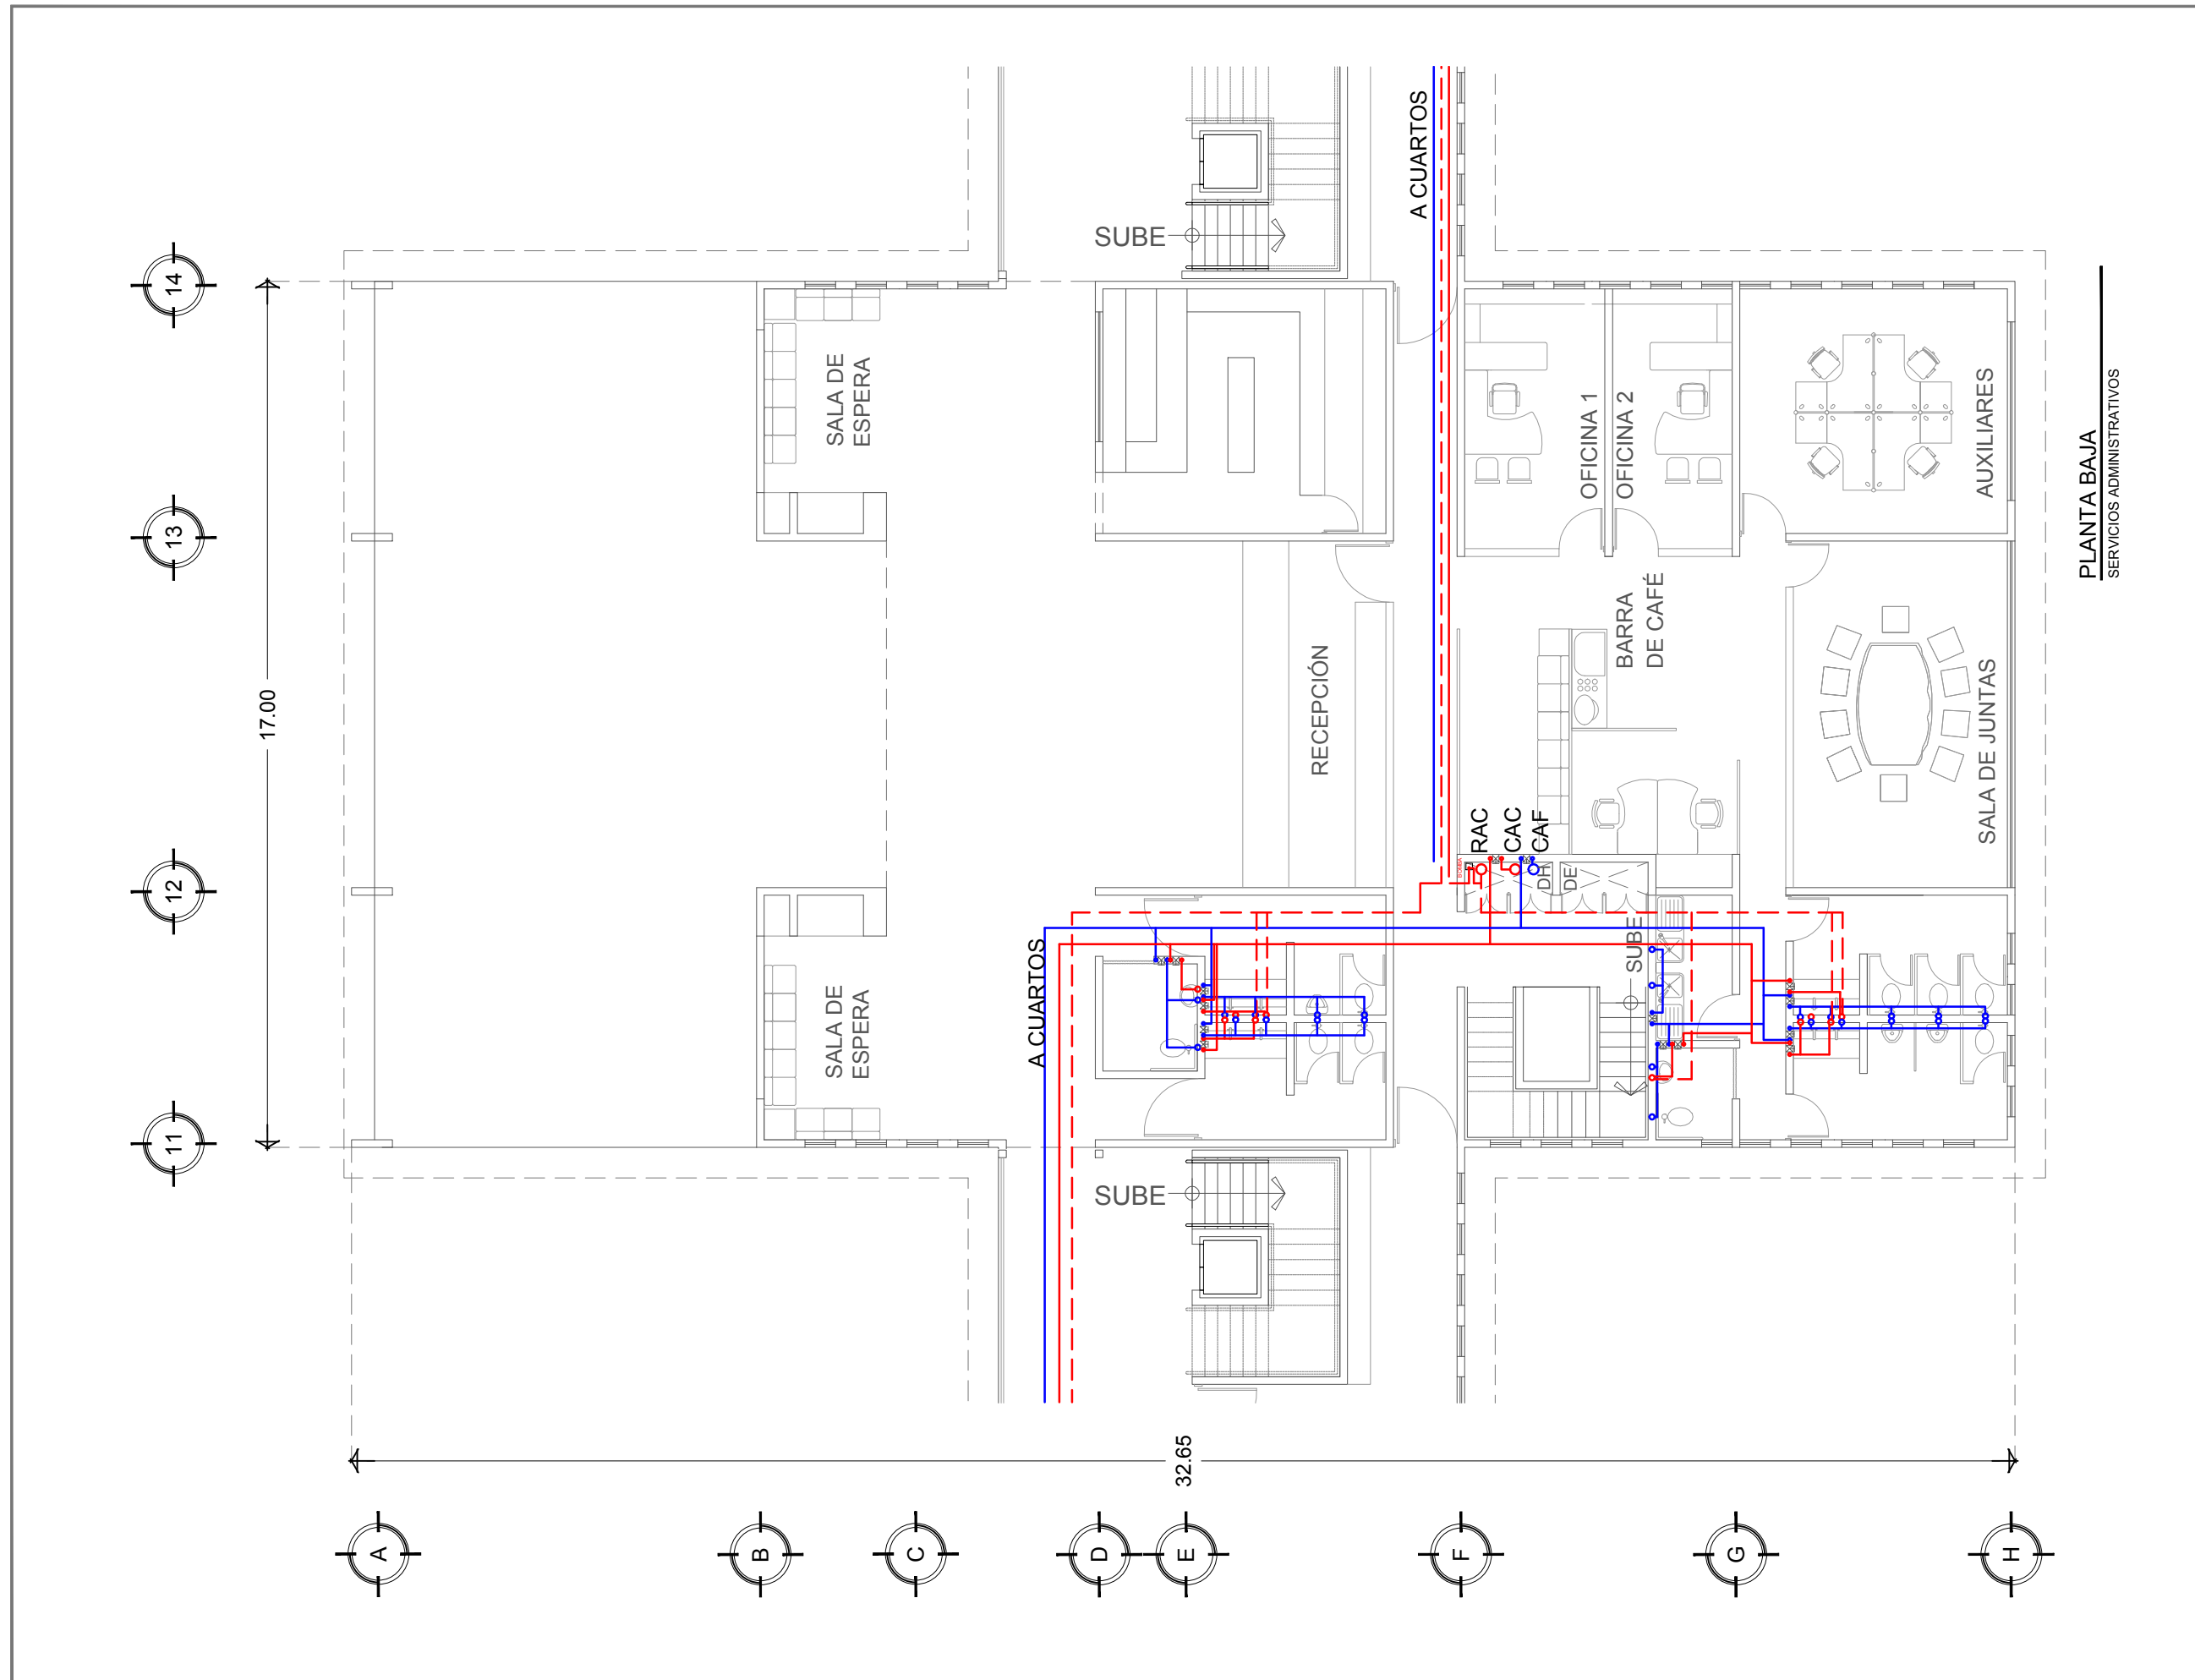 14
13
12
11
17.00
SALA DE
ESPERA
SALA DE
ESPERA
SUBE
A CUARTOS
RECEPCIÓN
OFICINA 1
OFICINA 2
AUXILIARES
BARRA
DE CAFÉ
SALA DE JUNTAS
BOMBA
RAC
CAC
CAF
DH
DE
SUBE
A CUARTOS
SUBE
32.65
A
B
C
D
E
F
G
H
PLANTA BAJA
SERVICIOS ADMINISTRATIVOS